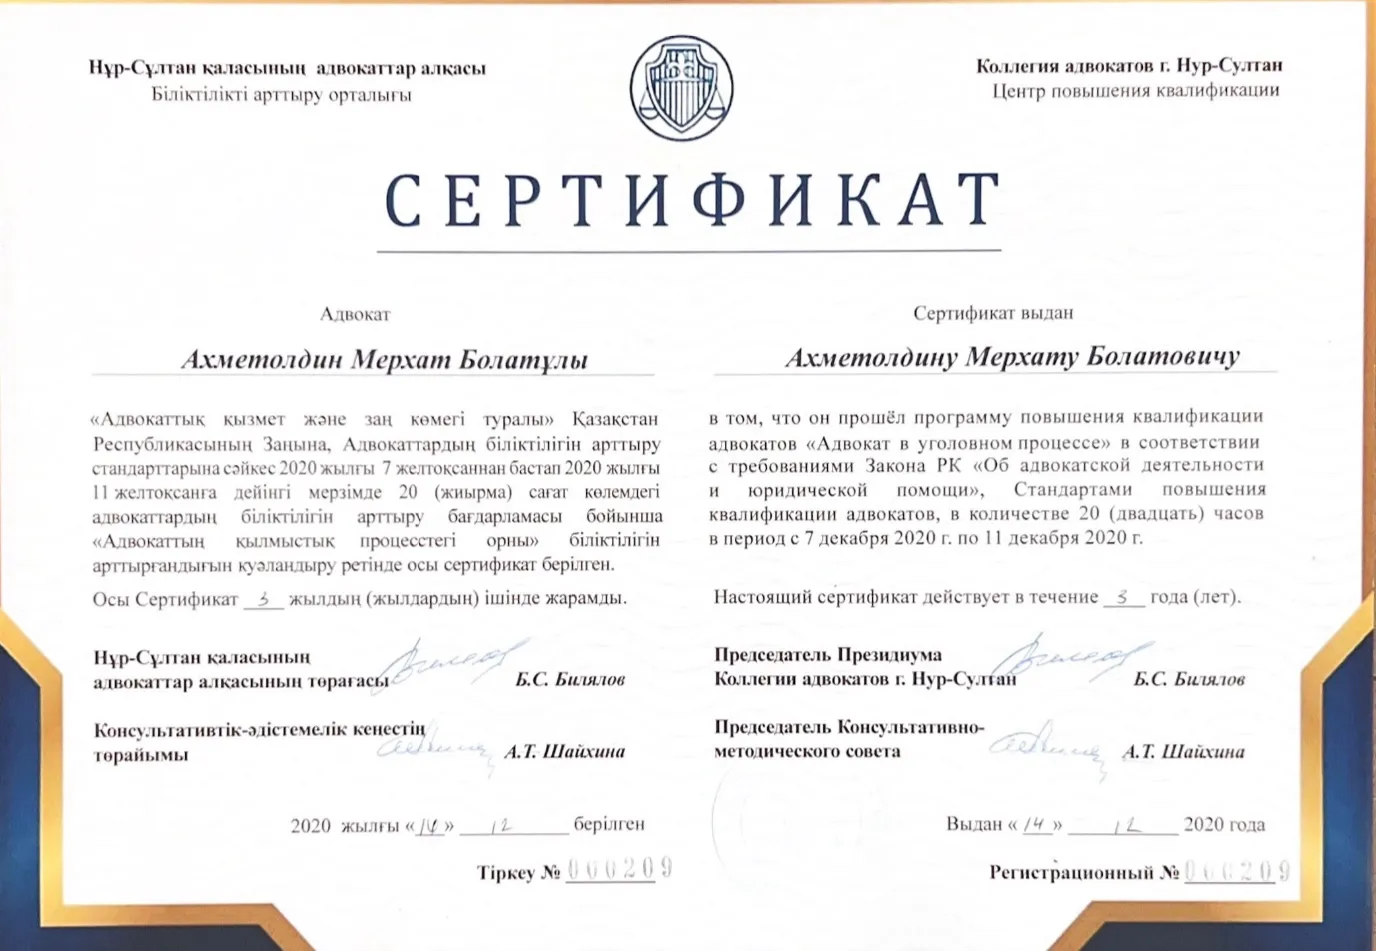 Нұр-Сұлтан қаласының адвокаттар алқасы
Біліктілікті арттыру орталығы
Коллегия адвокатов г. Нур-Султан
Центр повышения квалификации
СЕРТИФИКАТ
Адвокат
Ахметолдин Мерхат Болатұлы
«Адвокаттық қызмет және заң көмегі туралы» Қазақстан
Республикасының Заңына, Адвокаттардың біліктілігін арттыру
стандарттарына сәйкес 2020 жылғы 7 желтоқсаннан бастап 2020 жылғы
11 желтоқсанға дейінгі мерзімде 20 (жиырма) сағат көлемдегі
адвокаттардың біліктілігін арттыру бағдарламасы бойынша
«Адвокаттың қылмыстық процесстегі орны» біліктілігін
арттырғандығын куәландыру ретінде осы сертификат берілген.
Осы Сертификат 3 жылдың (жылдардың) ішінде жарамды.
Нұр-Сұлтан қаласының
адвокаттар алқасының төрағасы Б.С. Билялов
Консультативтік-әдістемелік кеңестің
төрайымы А.Т. Шайхина
2020 жылғы «14» 12 берілген
Тіркеу № 000209
Сертификат выдан
Ахметолдину Мерхату Болатовичу
в том, что он прошёл программу повышения квалификации
адвокатов «Адвокат в уголовном процессе» в соответствии
с требованиями Закона РК «Об адвокатской деятельности
и юридической помощи», Стандартами повышения
квалификации адвокатов, в количестве 20 (двадцать) часов
в период с 7 декабря 2020 г. по 11 декабря 2020 г.
Настоящий сертификат действует в течение 3 года (лет).
Председатель Президиума
Коллегии адвокатов г. Нур-Султан Б.С. Билялов
Председатель Консультативно-
методического совета А.Т. Шайхина
Выдан «14» 12 2020 года
Регистрационный № 000209